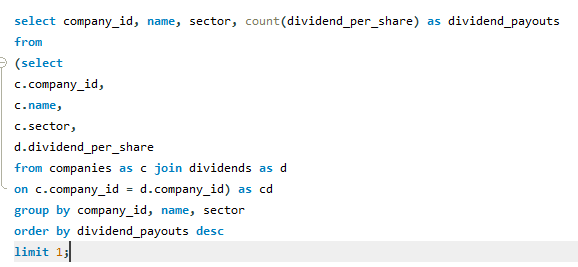 select company_id, name, sector, count(dividend_per_share) as dividend_payouts
from
(select
c.company_id,
c.name,
c.sector,
d.dividend_per_share
from companies as c join dividends as d
on c.company_id = d.company_id) as cd
group by company_id, name, sector
order by dividend_payouts desc
limit 1;